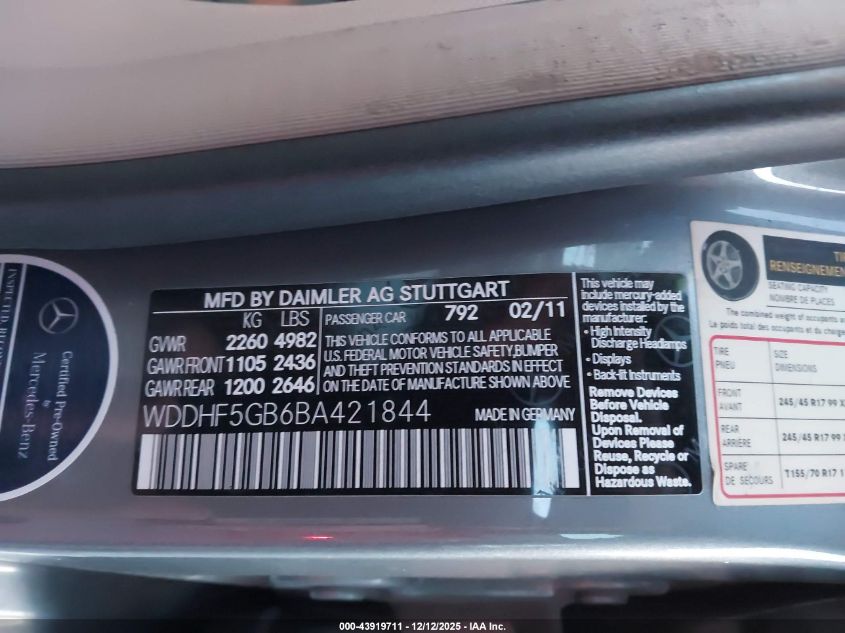 MFD BY DAIMLER AG STUTTGART
KG LBS
GVWR 2260 4982
GAWR FRONT 1105 2436
GAWR REAR 1200 2646
PASSENGER CAR 792 02/11
THIS VEHICLE CONFORMS TO ALL APPLICABLE
U.S. FEDERAL MOTOR VEHICLE SAFETY,BUMPER
AND THEFT PREVENTION STANDARDS IN EFFECT
ON THE DATE OF MANUFACTURE SHOWN ABOVE
WDDHF5GB6BA421844
MADE IN GERMANY
This vehicle may
include mercury-added
devices installed by the
manufacturer:
• High Intensity
Discharge Headlamps
• Displays
• Back-lit Instruments
Remove Devices
Before Vehicle
Disposal.
Upon Removal of
Devices Please
Reuse, Recycle or
Dispose as
Hazardous Waste.
Certified Pre-Owned
by
Mercedes-Benz
INSPECTED
RENSEIGNEMEN
SEATING CAPACITY
NOMBRE DE PLACES
The combined weight of occupants a
Le poids total des occupants et du charg
TIRE
PNEU
SIZE
DIMENSIONS
FRONT
AVANT
245/45 R17 99 X
REAR
ARRIÈRE
245/45 R17 99 X
SPARE
DE SECOURS
T155/70 R17 1
000-43919711 - 12/12/2025 - IAA Inc.